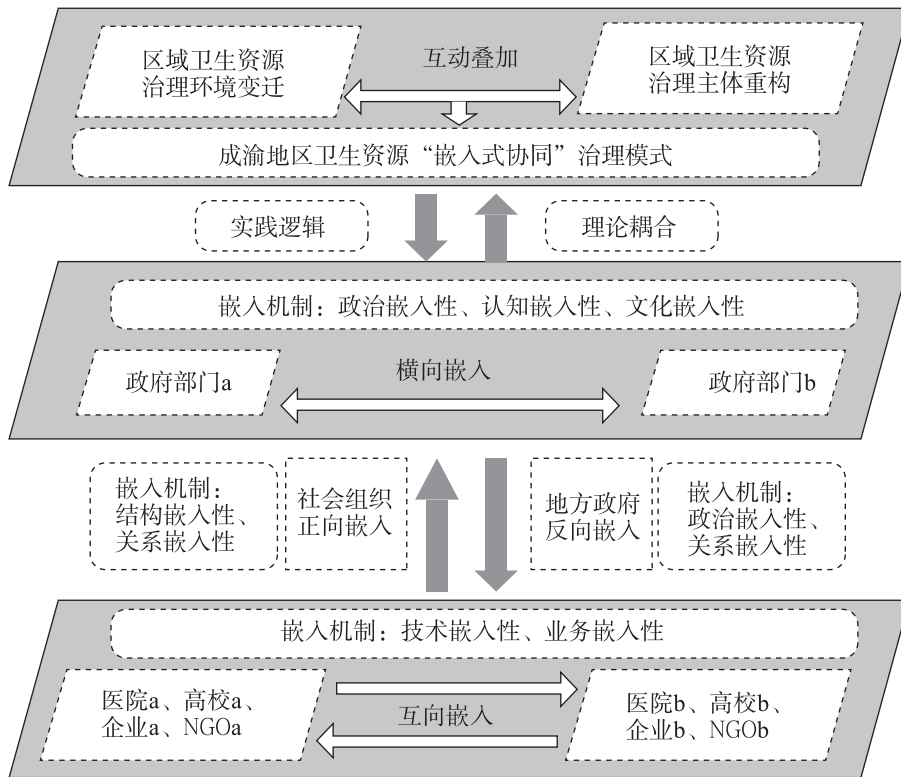 区域卫生资源
治理环境变迁
互动叠加
区域卫生资源
治理主体重构
成渝地区卫生资源“嵌入式协同”治理模式
实践逻辑
理论耦合
嵌入机制：政治嵌入性、认知嵌入性、文化嵌入性
政府部门a
横向嵌入
政府部门b
嵌入机制：
结构嵌入性、
关系嵌入性
社会组织
正向嵌入
地方政府
反向嵌入
嵌入机制：
政治嵌入性、
关系嵌入性
嵌入机制：技术嵌入性、业务嵌入性
医院a、高校a、
企业a、NGOa
互向嵌入
医院b、高校b、
企业b、NGOb